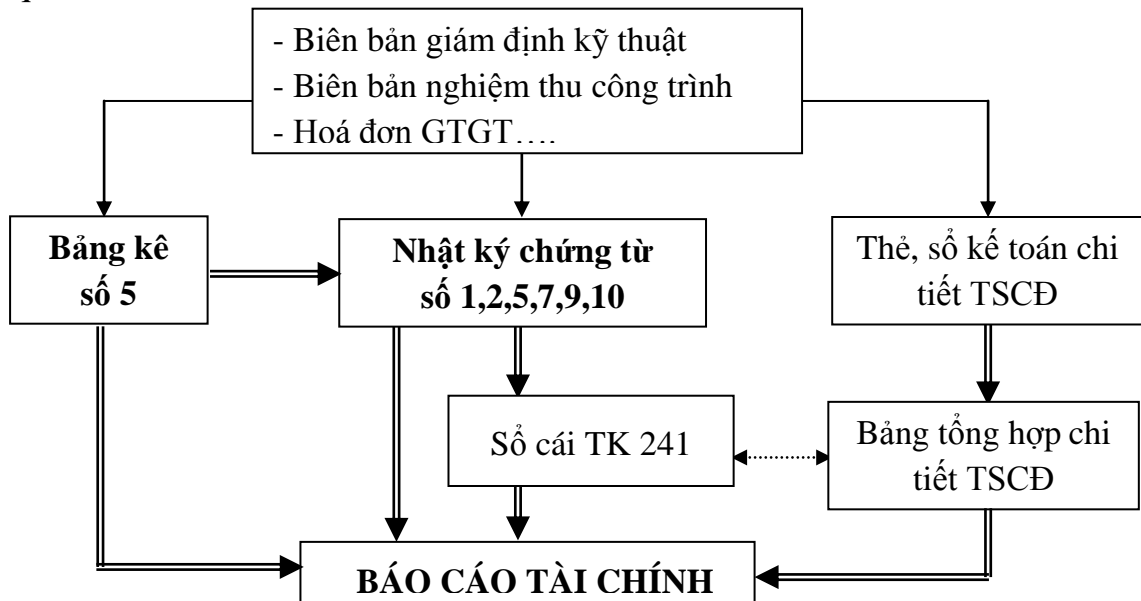 - Biên bản giám định kỹ thuật
- Biên bản nghiệm thu công trình
- Hoá đơn GTGT….
Bảng kê
số 5
Nhật ký chứng từ
số 1,2,5,7,9,10
Thẻ, sổ kế toán chi
tiết TSCĐ
Sổ cái TK 241
Bảng tổng hợp chi
tiết TSCĐ
BÁO CÁO TÀI CHÍNH